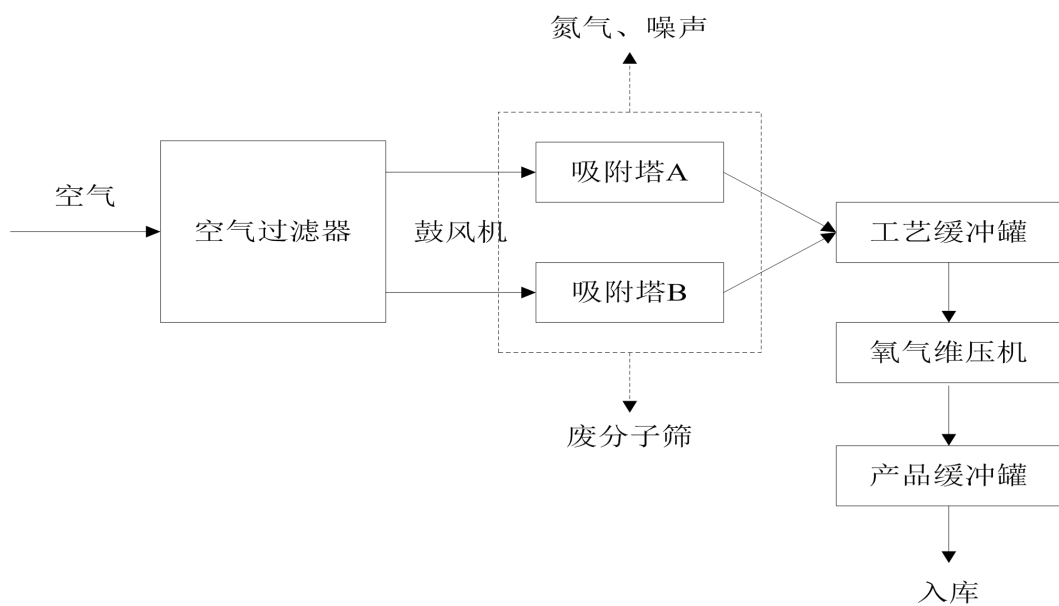 氮气、噪声
空气
空气过滤器
鼓风机
吸附塔A
吸附塔B
工艺缓冲罐
氧气维压机
产品缓冲罐
废分子筛
入库